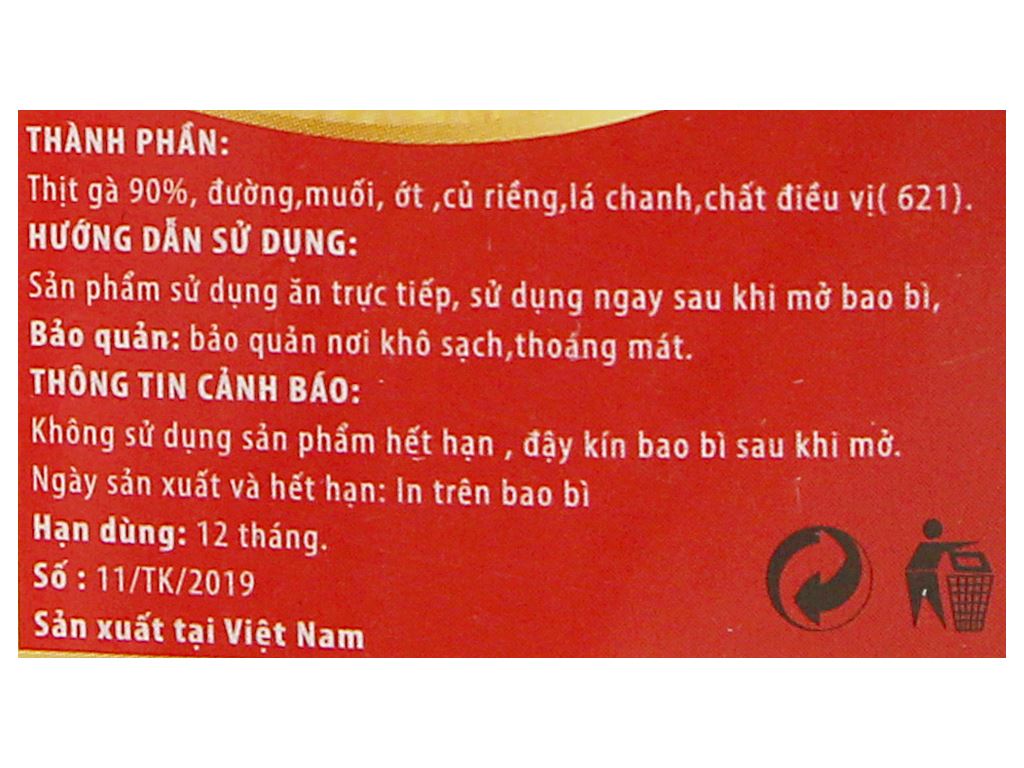 THÀNH PHẦN:
Thịt gà 90%, đường,muối, ớt ,củ riềng,lá chanh,chất điều vị( 621).
HƯỚNG DẪN SỬ DỤNG:
Sản phẩm sử dụng ăn trực tiếp, sử dụng ngay sau khi mở bao bì,
Bảo quản: bảo quản nơi khô sạch,thoáng mát.
THÔNG TIN CẢNH BÁO:
Không sử dụng sản phẩm hết hạn , đậy kín bao bì sau khi mở.
Ngày sản xuất và hết hạn: In trên bao bì
Hạn dùng: 12 tháng.
Số : 11/TK/2019
Sản xuất tại Việt Nam